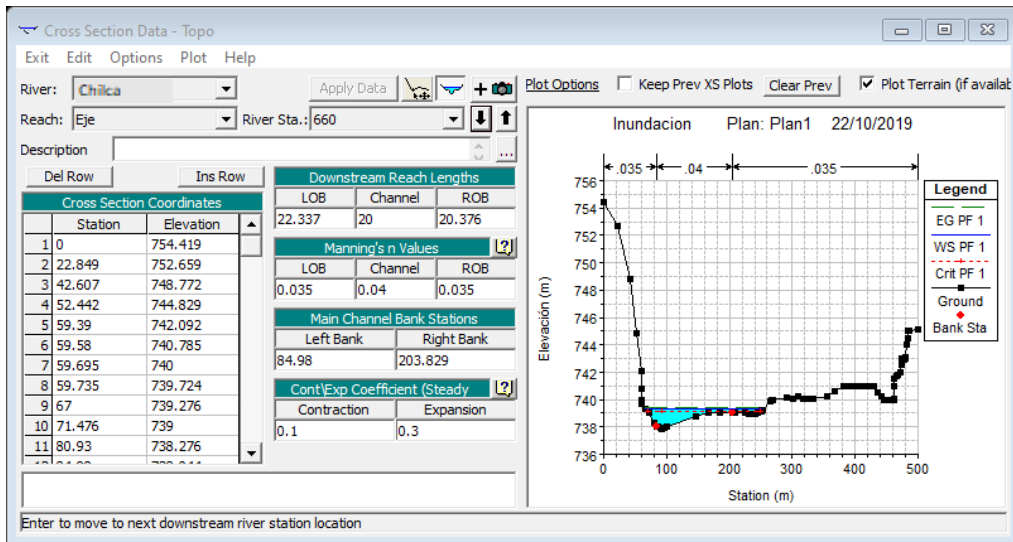 Cross Section Data - Topo
Exit Edit Options Plot Help
River: Chilca Apply Data
Reach: Eje River Sta.: 660
Description ...
Del Row Ins Row
Cross Section Coordinates
Station Elevation
1 0 754.419
2 22.849 752.659
3 42.607 748.772
4 52.442 744.829
5 59.39 742.092
6 59.58 740.785
7 59.695 740
8 59.735 739.724
9 67 739.276
10 71.476 739
11 80.93 738.276
Downstream Reach Lengths
LOB Channel ROB
22.337 20 20.376
Manning's n Values
LOB Channel ROB
0.035 0.04 0.035
Main Channel Bank Stations
Left Bank Right Bank
84.98 203.829
Cont\Exp Coefficient (Steady
Contraction Expansion
0.1 0.3
Plot Options Keep Prev XS Plots Clear Prev Plot Terrain (if availab
Inundacion Plan: Plan1 22/10/2019
.035 .04 .035
756
754
752
750
748
746
744
742
740
738
736
Elevación (m)
0 100 200 300 400 500
Station (m)
Legend
EG PF 1
WS PF 1
Crit PF 1
Ground
Bank Sta
Enter to move to next downstream river station location